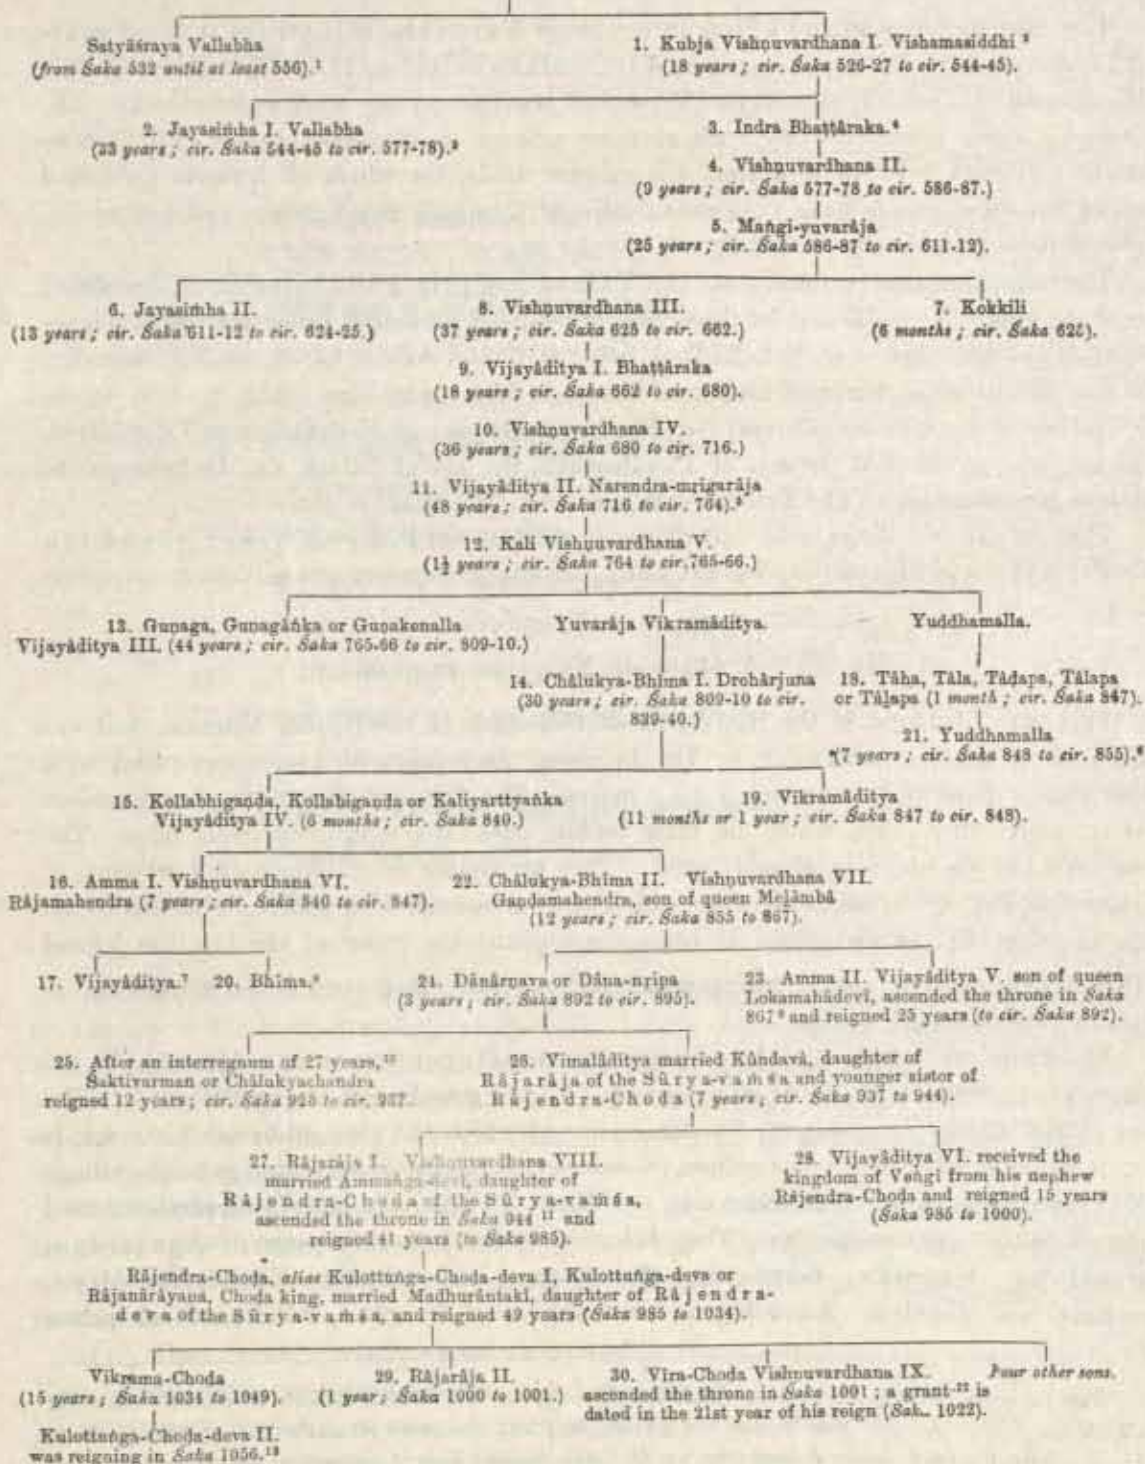 Satyâśraya Vallabha
(from Śaka 532 until at least 556).¹
1. Kubja Vishṇuvardhana I. Vishamasiddhi ²
(18 years; cir. Śaka 526-27 to cir. 544-45).
2. Jayasiṁha I. Vallabha
(33 years; cir. Śaka 544-45 to cir. 577-78).³
3. Indra Bhaṭṭâraka.⁴
4. Vishṇuvardhana II.
(9 years; cir. Śaka 577-78 to cir. 586-87.)
5. Maṅgi-yuvarâja
(25 years; cir. Śaka 586-87 to cir. 611-12).
6. Jayasiṁha II.
(13 years; cir. Śaka 611-12 to cir. 624-25.)
8. Vishṇuvardhana III.
(37 years; cir. Śaka 625 to cir. 662.)
7. Kokkili
(6 months; cir. Śaka 625).
9. Vijayâditya I. Bhaṭṭâraka
(18 years; cir. Śaka 662 to cir. 680).
10. Vishṇuvardhana IV.
(36 years; cir. Śaka 680 to cir. 716.)
11. Vijayâditya II. Narendra-mṛigarâja
(48 years; cir. Śaka 716 to cir. 764).⁵
12. Kali Vishṇuvardhana V.
(1½ years; cir. Śaka 764 to cir. 765-66.)
13. Guṇaga, Guṇagâṅka or Guṇakenalla
Vijayâditya III. (44 years; cir. Śaka 765-66 to cir. 809-10.)
Yuvarâja Vikramâditya.
Yuddhamalla.
14. Châlukya-Bhîma I. Drohârjuna
(30 years; cir. Śaka 809-10 to cir.
839-40.)
18. Tâha, Tâla, Tâḍapa, Tâlapa
or Tâḷapa (1 month; cir. Śaka 847).
21. Yuddhamalla
(7 years; cir. Śaka 848 to cir. 855).⁶
15. Kollabhigaṇḍa, Kollabigaṇḍa or Kaliyarttyaṅka
Vijayâditya IV. (6 months; cir. Śaka 840.)
19. Vikramâditya
(11 months or 1 year; cir. Śaka 847 to cir. 848).
16. Amma I. Vishṇuvardhana VI.
Râjamahendra (7 years; cir. Śaka 840 to cir. 847).
22. Châlukya-Bhîma II. Vishṇuvardhana VII.
Gaṇḍamahendra, son of queen Meḷâmbâ
(12 years; cir. Śaka 855 to 867).
17. Vijayâditya.⁷ 20. Bhîma.⁸
24. Dânârṇava or Dâna-nṛipa
(3 years; cir. Śaka 892 to cir. 895).
23. Amma II. Vijayâditya V. son of queen
Lokamahâdevî, ascended the throne in Śaka
867 ⁹ and reigned 25 years (to cir. Śaka 892).
25. After an interregnum of 27 years,¹⁰
Śaktivarman or Châlukyachandra
reigned 12 years; cir. Śaka 925 to cir. 937.
26. Vimalâditya married Kûndavâ, daughter of
Râjarâja of the Sûrya-vaṁśa and younger sister of
Râjendra-Choḍa (7 years; cir. Śaka 937 to 944).
27. Râjarâja I. Vishṇuvardhana VIII.
married Ammaṅga-devî, daughter of
Râjendra-Choḍa of the Sûrya-vaṁśa,
ascended the throne in Śaka 944 ¹¹ and
reigned 41 years (to Śaka 985).
28. Vijayâditya VI. received the
kingdom of Veṅgi from his nephew
Râjendra-Choḍa and reigned 15 years
(Śaka 985 to 1000).
Râjendra-Choḍa, alias Kulottuṅga-Choḍa-deva I, Kulottuṅga-deva or
Râjanârâyaṇa, Choḍa king, married Madhurântakî, daughter of Râjendra-
deva of the Sûrya-vaṁśa, and reigned 49 years (Śaka 985 to 1034).
Vikrama-Choḍa
(15 years; Śaka 1034 to 1049).
29. Râjarâja II.
(1 year; Śaka 1000 to 1001.)
30. Vîra-Choḍa Vishṇuvardhana IX.
ascended the throne in Śaka 1001; a grant ¹² is
dated in the 21st year of his reign (Śak.. 1022).
Four other sons.
Kulottuṅga-Choḍa-deva II.
was reigning in Śaka 1056.¹³